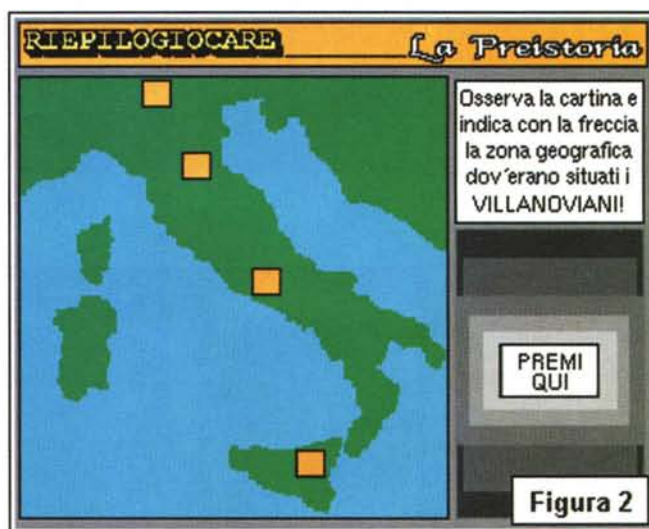 RIEPILOGIOCARE
La Preistoria
Osserva la cartina e
indica con la freccia
la zona geografica
dov'erano situati i
VILLANOVIANI!
PREMI
QUI
Figura 2